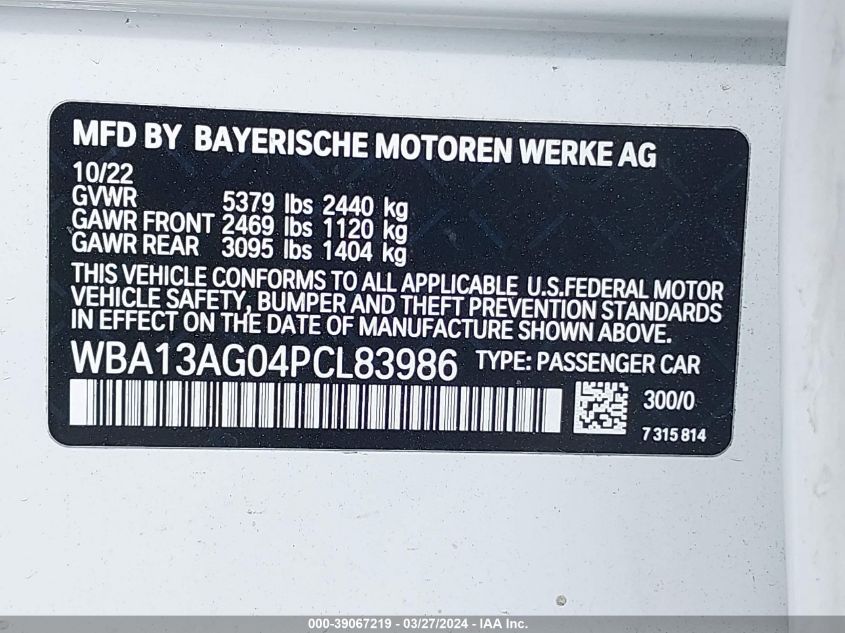 MFD BY BAYERISCHE MOTOREN WERKE AG
10/22
GVWR 5379 lbs 2440 kg
GAWR FRONT 2469 lbs 1120 kg
GAWR REAR 3095 lbs 1404 kg
THIS VEHICLE CONFORMS TO ALL APPLICABLE U.S.FEDERAL MOTOR
VEHICLE SAFETY, BUMPER AND THEFT PREVENTION STANDARDS
IN EFFECT ON THE DATE OF MANUFACTURE SHOWN ABOVE.
WBA13AG04PCL83986 TYPE: PASSENGER CAR
300/0
7 315 814
000-39067219 - 03/27/2024 - IAA Inc.